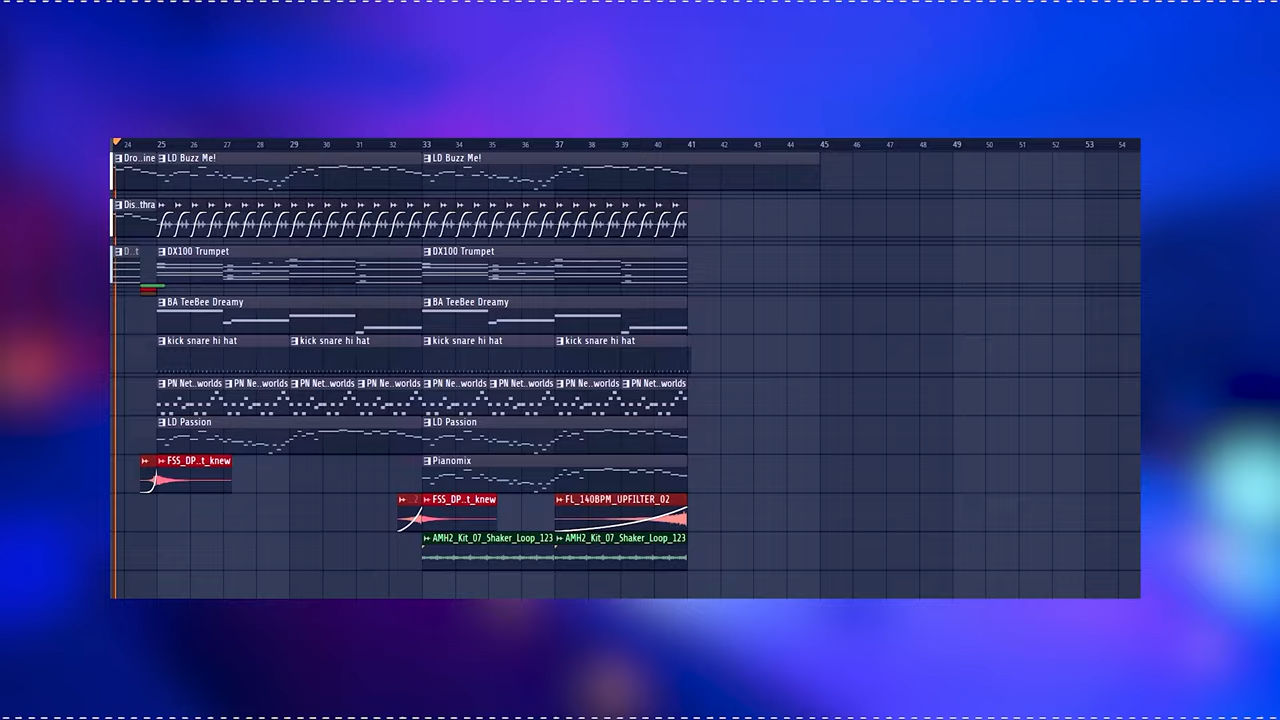 24 25 26 27 28 29 30 31 32 33 34 35 36 37 38 39 40 41 42 43 44 45 46 47 48 49 50 51 52 53 54
Dro..ine LD Buzz Me! LD Buzz Me!
Dis..thra
D..t DX100 Trumpet DX100 Trumpet
BA TeeBee Dreamy BA TeeBee Dreamy
kick snare hi hat kick snare hi hat kick snare hi hat kick snare hi hat
PN Net..worlds PN Ne..worlds PN Net..worlds PN Net..worlds PN Ne..worlds PN Net..worlds PN Ne..worlds PN Net..worlds
LD Passion LD Passion
FSS_DP..t_knew Pianomix
FSS_DP..t_knew FL_140BPM_UPFILTER_02
AMH2_Kit_07_Shaker_Loop_123 AMH2_Kit_07_Shaker_Loop_123